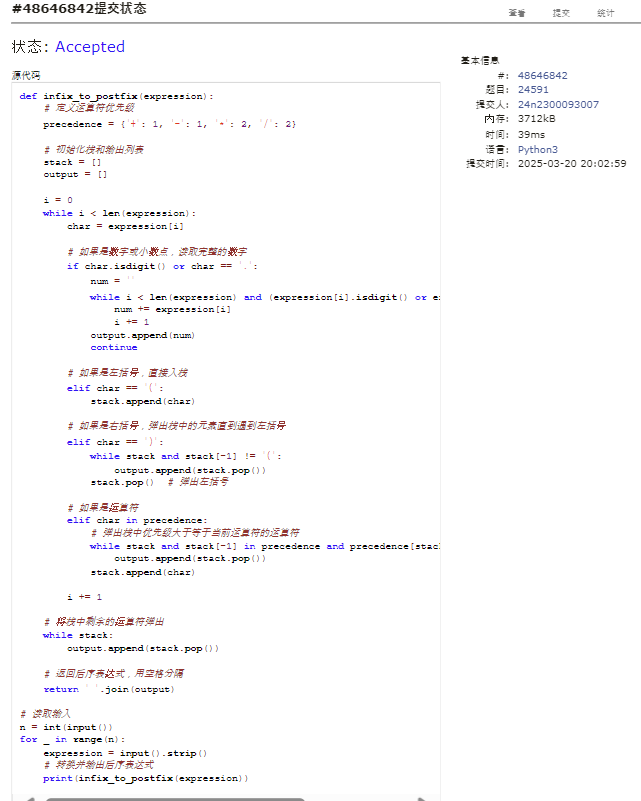 #48646842提交状态
查看 提交 统计
状态: Accepted
源代码
def infix_to_postfix(expression):
    # 定义运算符优先级
    precedence = {'+': 1, '-': 1, '*': 2, '/': 2}

    # 初始化栈和输出列表
    stack = []
    output = []

    i = 0
    while i < len(expression):
        char = expression[i]

        # 如果是数字或小数点，读取完整的数字
        if char.isdigit() or char == '.':
            num = ''
            while i < len(expression) and (expression[i].isdigit() or e
                num += expression[i]
                i += 1
            output.append(num)
            continue

        # 如果是左括号，直接入栈
        elif char == '(':
            stack.append(char)

        # 如果是右括号，弹出栈中的元素直到遇到左括号
        elif char == ')':
            while stack and stack[-1] != '(':
                output.append(stack.pop())
            stack.pop()  # 弹出左括号

        # 如果是运算符
        elif char in precedence:
            # 弹出栈中优先级大于等于当前运算符的运算符
            while stack and stack[-1] in precedence and precedence[stac
                output.append(stack.pop())
            stack.append(char)

        i += 1

    # 将栈中剩余的运算符弹出
    while stack:
        output.append(stack.pop())

    # 返回后序表达式，用空格分隔
    return ' '.join(output)

# 读取输入
n = int(input())
for _ in range(n):
    expression = input().strip()
    # 转换并输出后序表达式
    print(infix_to_postfix(expression))
基本信息
#: 48646842
题目: 24591
提交人: 24n2300093007
内存: 3712kB
时间: 39ms
语言: Python3
提交时间: 2025-03-20 20:02:59